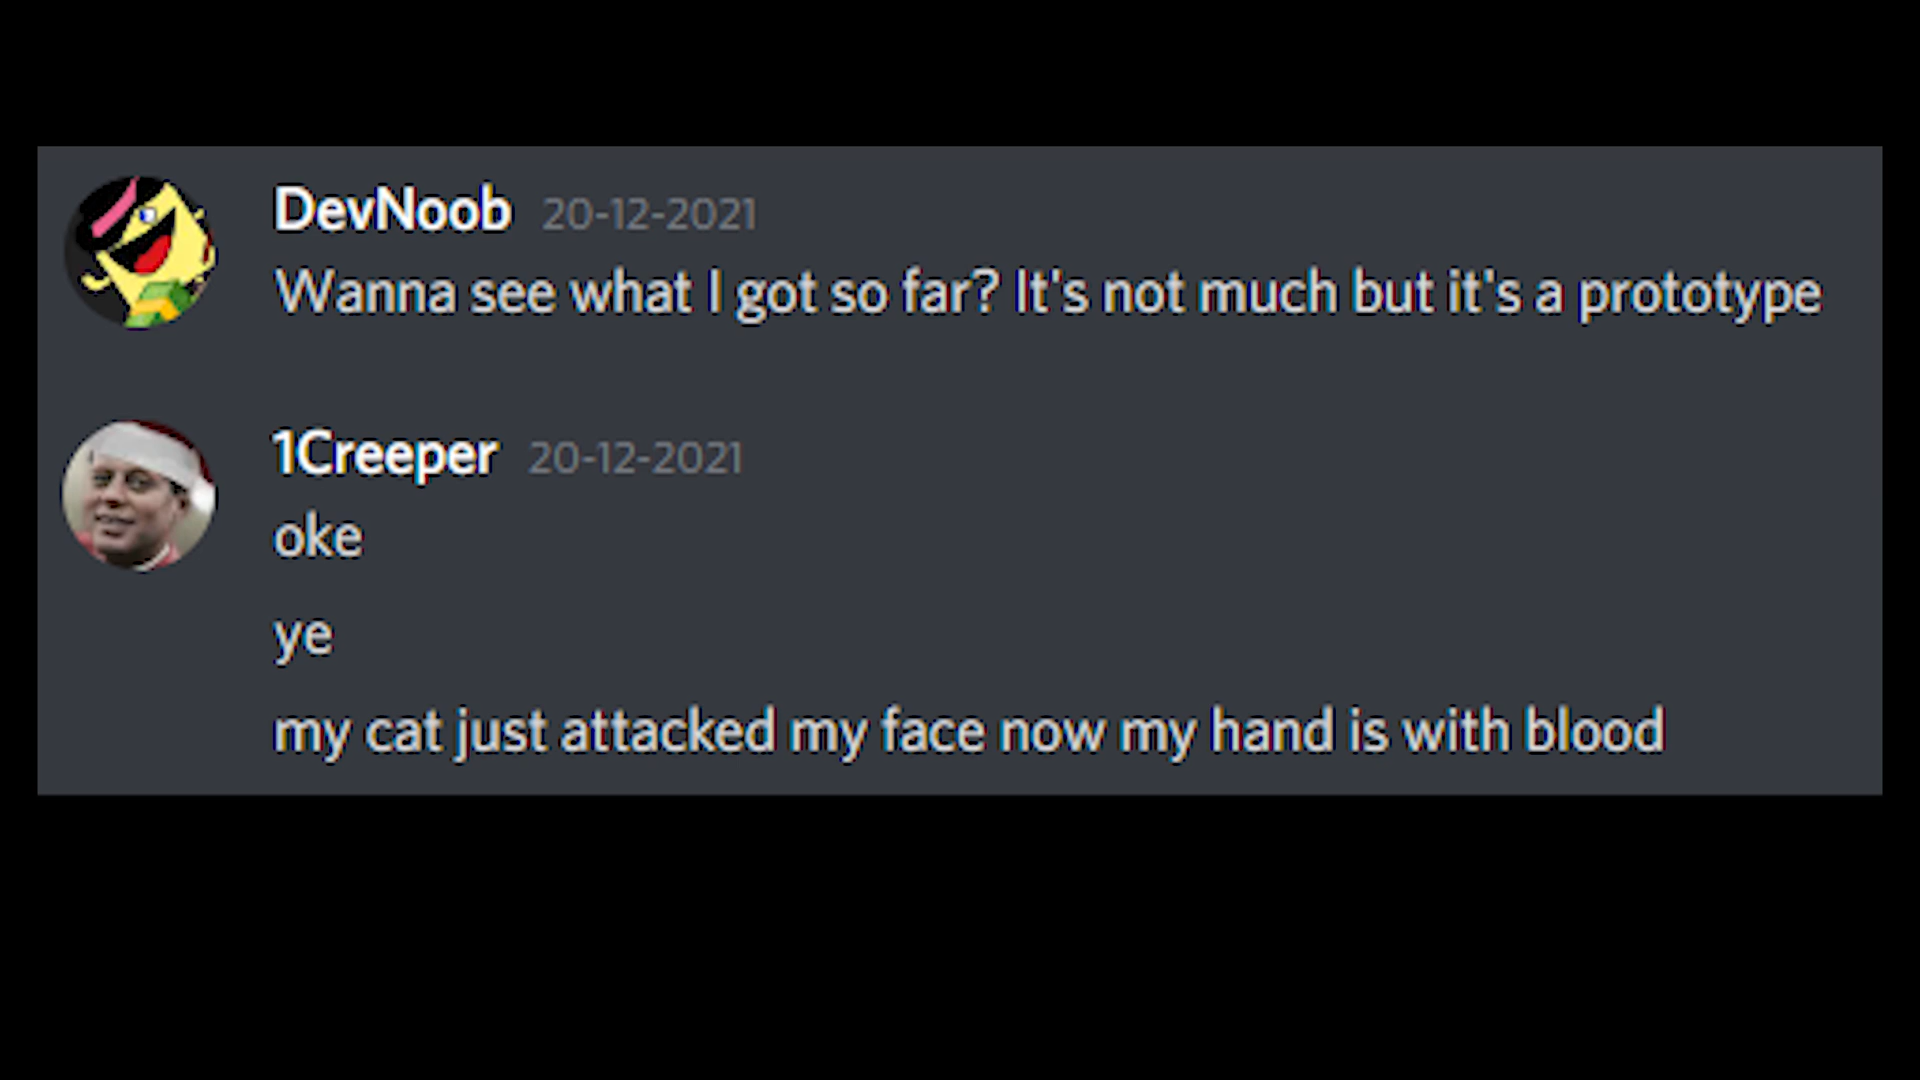 DevNoob 20-12-2021
Wanna see what I got so far? It's not much but it's a prototype
1Creeper 20-12-2021
oke
ye
my cat just attacked my face now my hand is with blood